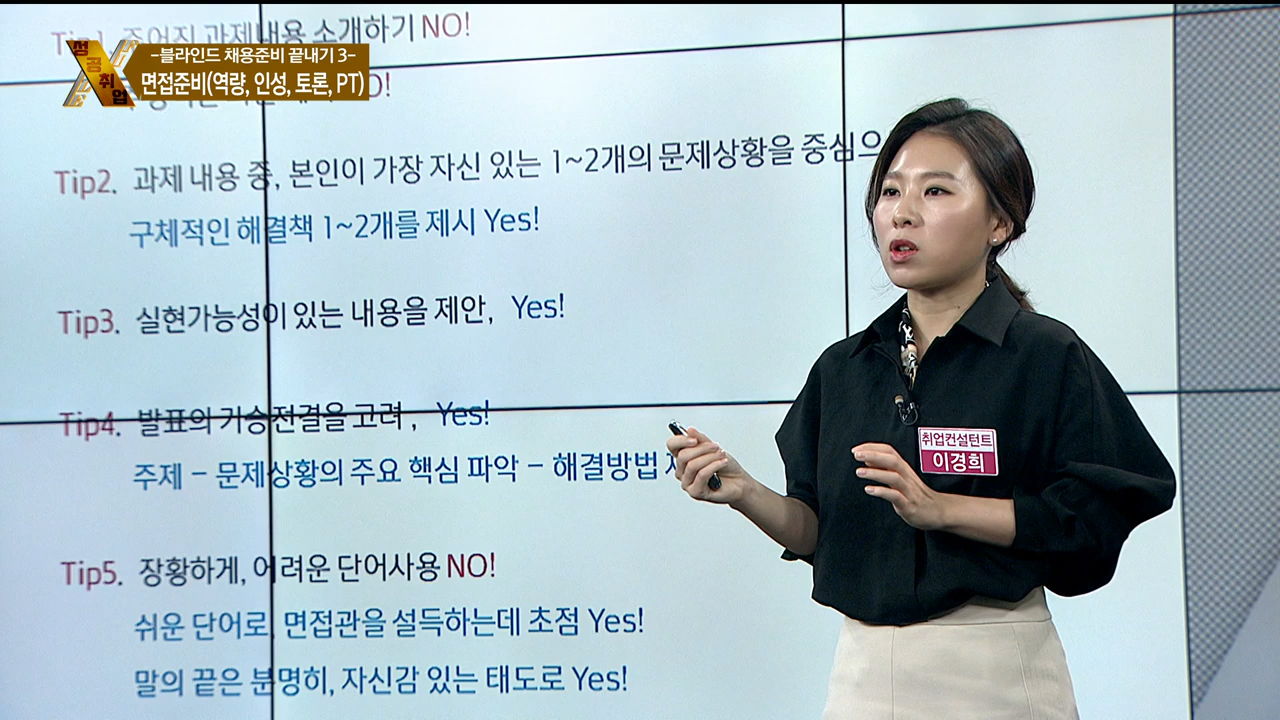 성공취업
-블라인드 채용준비 끝내기 3-
면접준비(역량, 인성, 토론, PT)
Tip1. 주어진 과제내용 소개하기 NO!
NO!
Tip2. 과제 내용 중, 본인이 가장 자신 있는 1~2개의 문제상황을 중심으
구체적인 해결책 1~2개를 제시 Yes!
Tip3. 실현가능성이 있는 내용을 제안, Yes!
Tip4. 발표의 기승전결을 고려 , Yes!
주제 – 문제상황의 주요 핵심 파악 – 해결방법
Tip5. 장황하게, 어려운 단어사용 NO!
쉬운 단어로, 면접관을 설득하는데 초점 Yes!
말의 끝은 분명히, 자신감 있는 태도로 Yes!
취업컨설턴트
이경희